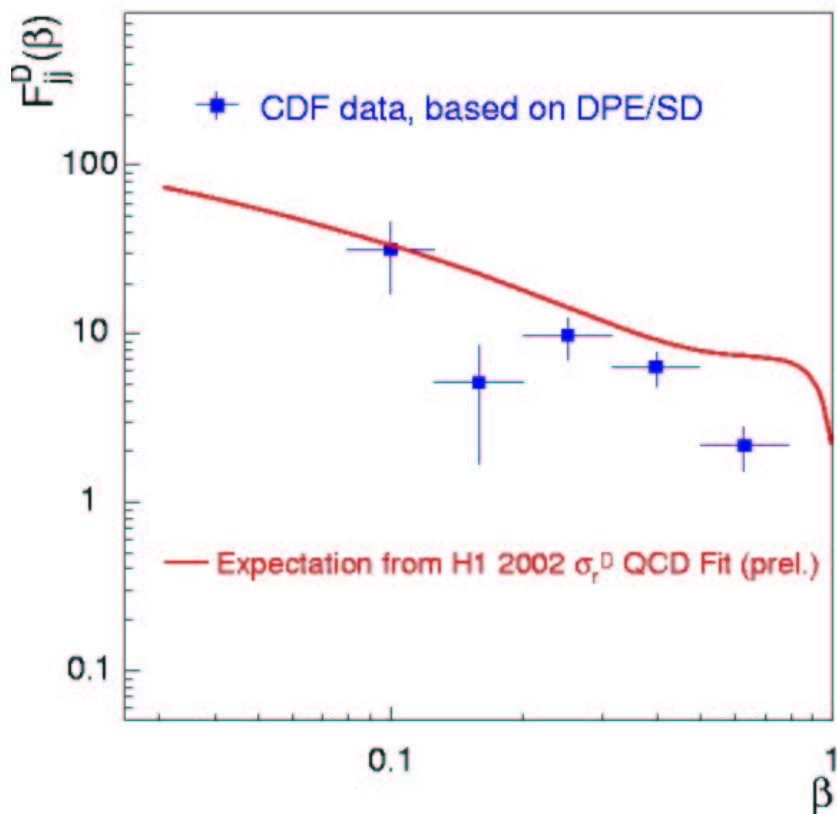 F_jj^D(β)
CDF data, based on DPE/SD
100
10
1
Expectation from H1 2002 σ_r^D QCD Fit (prel.)
0.1
0.1
1
β